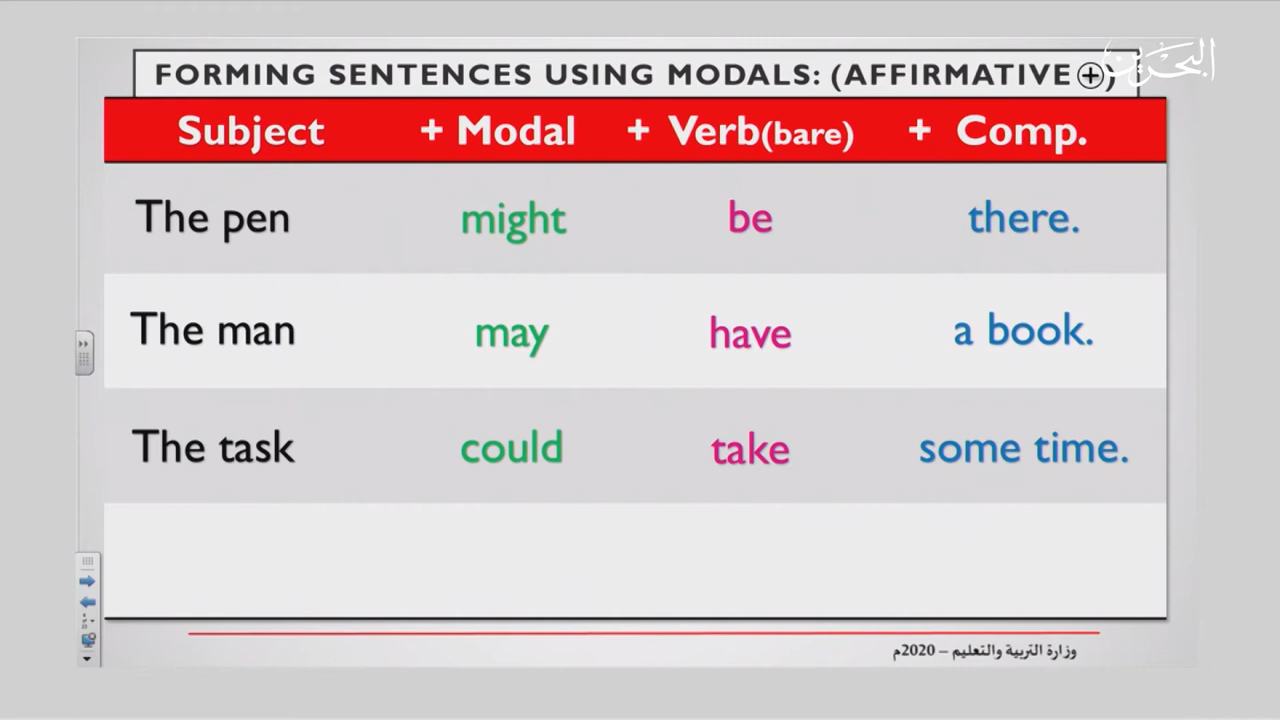 البحرين
FORMING SENTENCES USING MODALS: (AFFIRMATIVE +)
Subject + Modal + Verb(bare) + Comp.
The pen might be there.
The man may have a book.
The task could take some time.
وزارة التربية والتعليم – 2020م